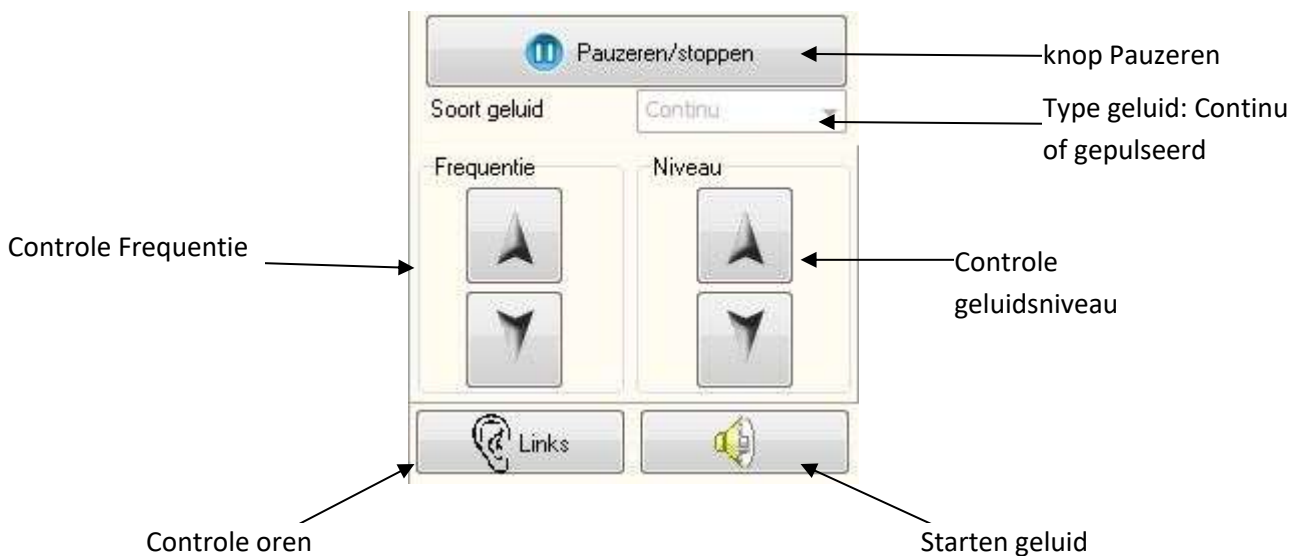 Pauzeren/stoppen
knop Pauzeren
Soort geluid
Continu
Type geluid: Continu
of gepulseerd
Frequentie
Niveau
Controle Frequentie
Controle
geluidsniveau
Links
Controle oren
Starten geluid